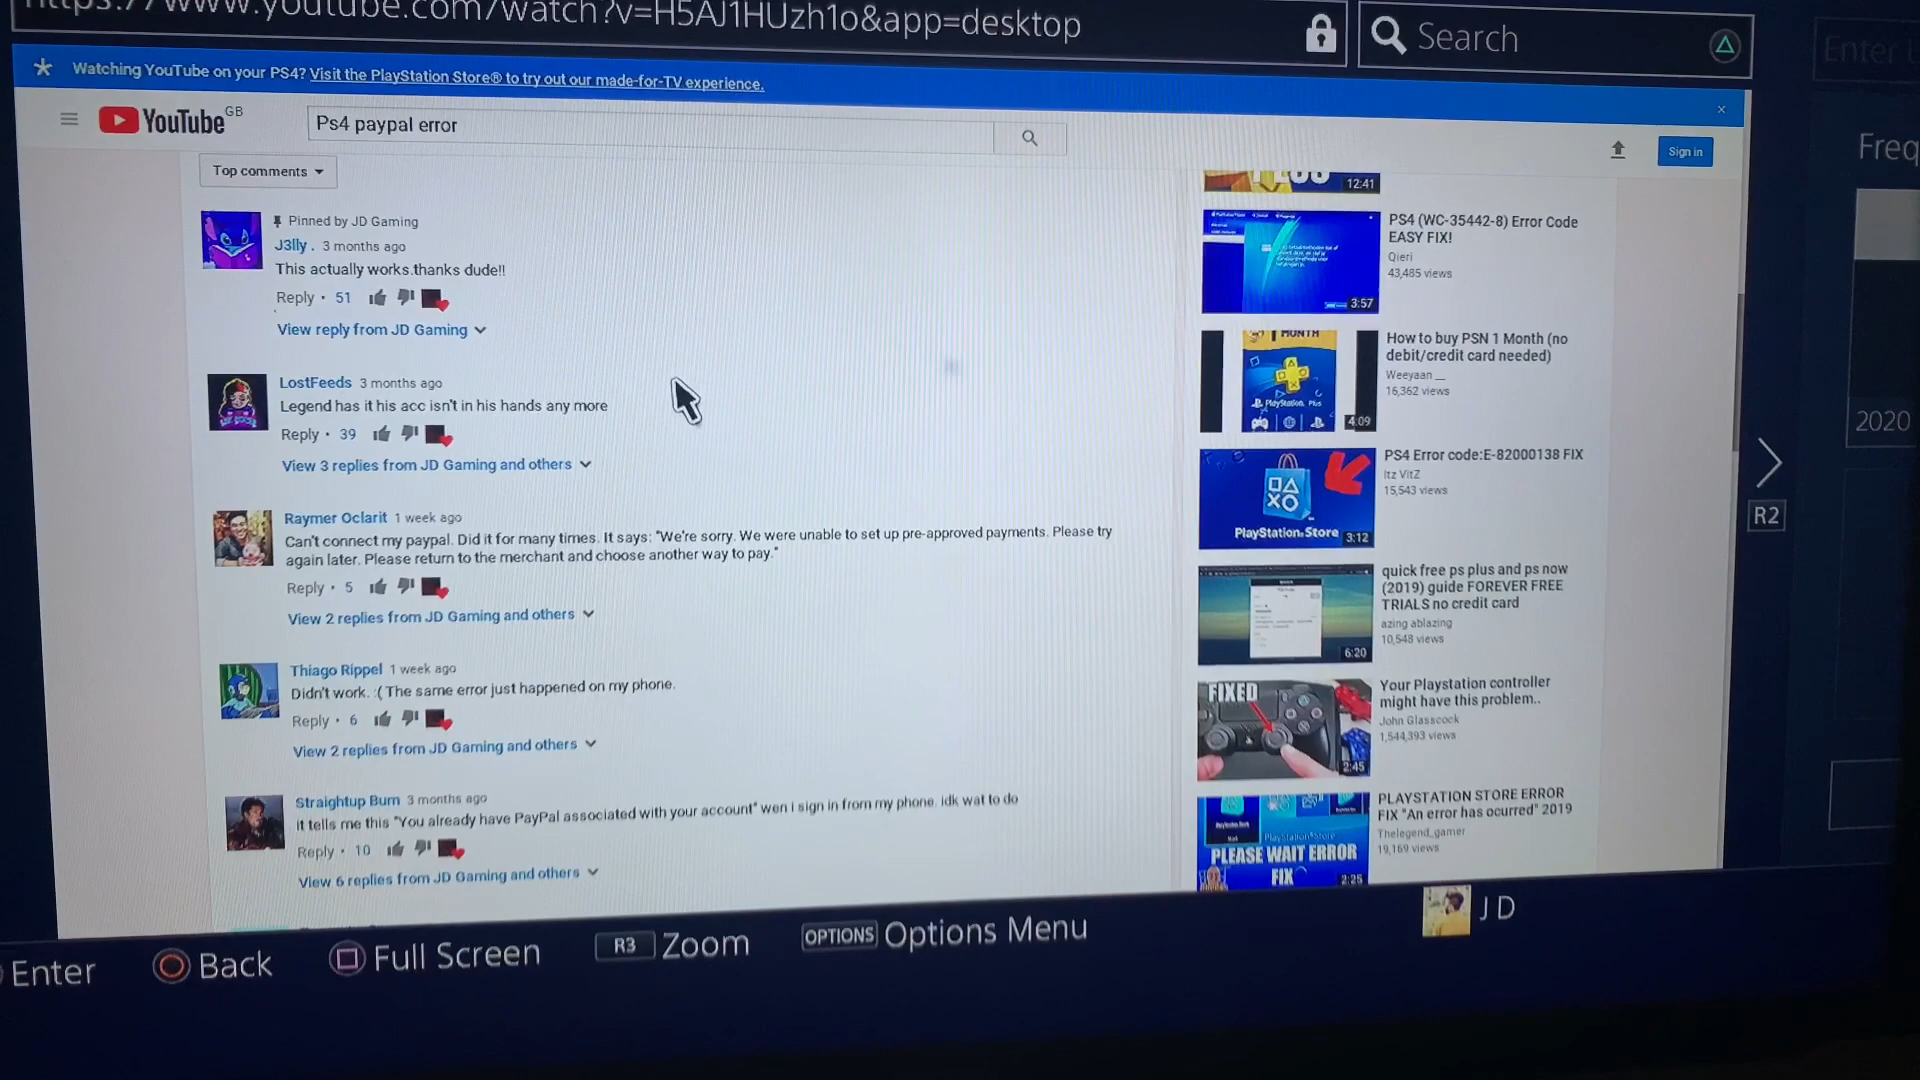 https://www.youtube.com/watch?v=H5AJ1HUzh1o&app=desktop
Search
Watching YouTube on your PS4? Visit the PlayStation Store® to try out our made-for-TV experience.
×
YouTube GB
Ps4 paypal error
Sign in
Top comments
Pinned by JD Gaming
J3lly . 3 months ago
This actually works.thanks dude!!
Reply · 51
View reply from JD Gaming
LostFeeds 3 months ago
Legend has it his acc isn't in his hands any more
Reply · 39
View 3 replies from JD Gaming and others
Raymer Oclarit 1 week ago
Can't connect my paypal. Did it for many times. It says: "We're sorry. We were unable to set up pre-approved payments. Please try
again later. Please return to the merchant and choose another way to pay."
Reply · 5
View 2 replies from JD Gaming and others
Thiago Rippel 1 week ago
Didn't work. :( The same error just happened on my phone.
Reply · 6
View 2 replies from JD Gaming and others
Straightup Bum 3 months ago
it tells me this "You already have PayPal associated with your account" wen i sign in from my phone. idk wat to do
Reply · 10
View 6 replies from JD Gaming and others
PLUS
12:41
PS4 (WC-35442-8) Error Code
EASY FIX!
Qieri
43,485 views
3:57
How to buy PSN 1 Month (no
debit/credit card needed)
Weeyaan __
16,362 views
MONTH
PlayStation Plus
4:09
PS4 Error code:E-82000138 FIX
Itz VitZ
15,543 views
PlayStation Store
3:12
quick free ps plus and ps now
(2019) guide FOREVER FREE
TRIALS no credit card
azing ablazing
10,548 views
6:20
Your Playstation controller
might have this problem..
John Glasscock
1,544,393 views
FIXED
2:45
PLAYSTATION STORE ERROR
FIX "An error has ocurred" 2019
Thelegend_gamer
19,169 views
PlayStation Store
PLEASE WAIT ERROR
FIX
2:25
Enter
Freq
2020
R2
J D
Enter
Back
Full Screen
R3 Zoom
OPTIONS Options Menu